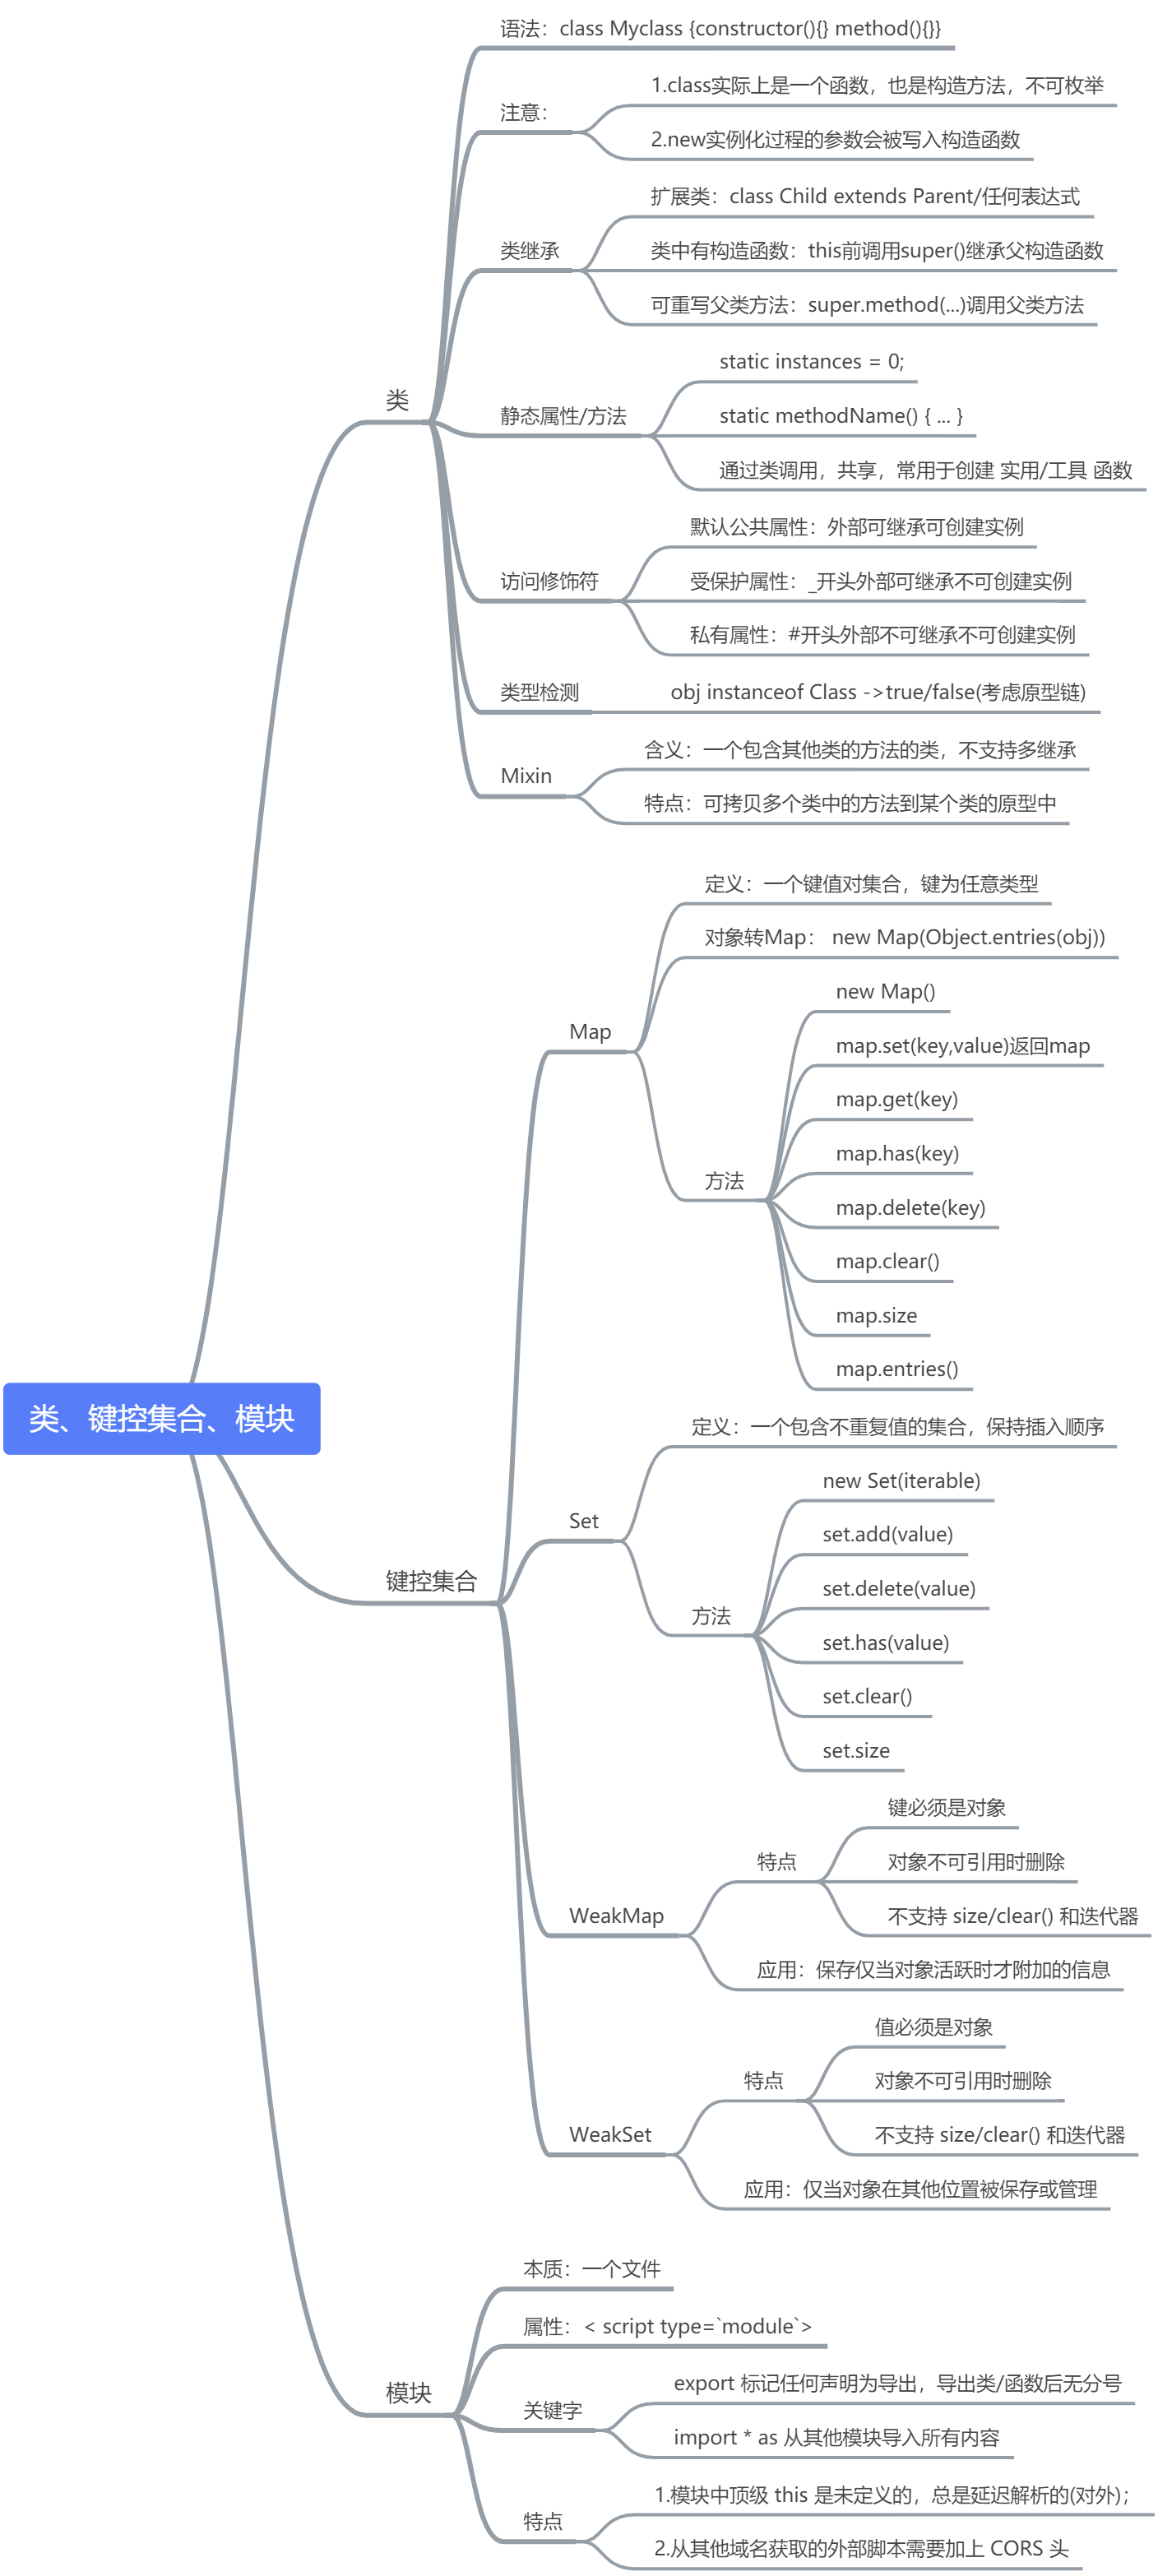 类、键控集合、模块
类
语法：class Myclass {constructor(){} method(){}}
注意：
1.class实际上是一个函数，也是构造方法，不可枚举
2.new实例化过程的参数会被写入构造函数
类继承
扩展类：class Child extends Parent/任何表达式
类中有构造函数：this前调用super()继承父构造函数
可重写父类方法：super.method(...)调用父类方法
静态属性/方法
static instances = 0;
static methodName() { ... }
通过类调用，共享，常用于创建 实用/工具 函数
访问修饰符
默认公共属性：外部可继承可创建实例
受保护属性：_开头外部可继承不可创建实例
私有属性：#开头外部不可继承不可创建实例
类型检测
obj instanceof Class ->true/false(考虑原型链)
Mixin
含义：一个包含其他类的方法的类，不支持多继承
特点：可拷贝多个类中的方法到某个类的原型中
键控集合
Map
定义：一个键值对集合，键为任意类型
对象转Map： new Map(Object.entries(obj))
方法
new Map()
map.set(key,value)返回map
map.get(key)
map.has(key)
map.delete(key)
map.clear()
map.size
map.entries()
Set
定义：一个包含不重复值的集合，保持插入顺序
方法
new Set(iterable)
set.add(value)
set.delete(value)
set.has(value)
set.clear()
set.size
WeakMap
特点
键必须是对象
对象不可引用时删除
不支持 size/clear() 和迭代器
应用：保存仅当对象活跃时才附加的信息
WeakSet
特点
值必须是对象
对象不可引用时删除
不支持 size/clear() 和迭代器
应用：仅当对象在其他位置被保存或管理
模块
本质：一个文件
属性：< script type=`module`>
关键字
export 标记任何声明为导出，导出类/函数后无分号
import * as 从其他模块导入所有内容
特点
1.模块中顶级 this 是未定义的，总是延迟解析的(对外)；
2.从其他域名获取的外部脚本需要加上 CORS 头